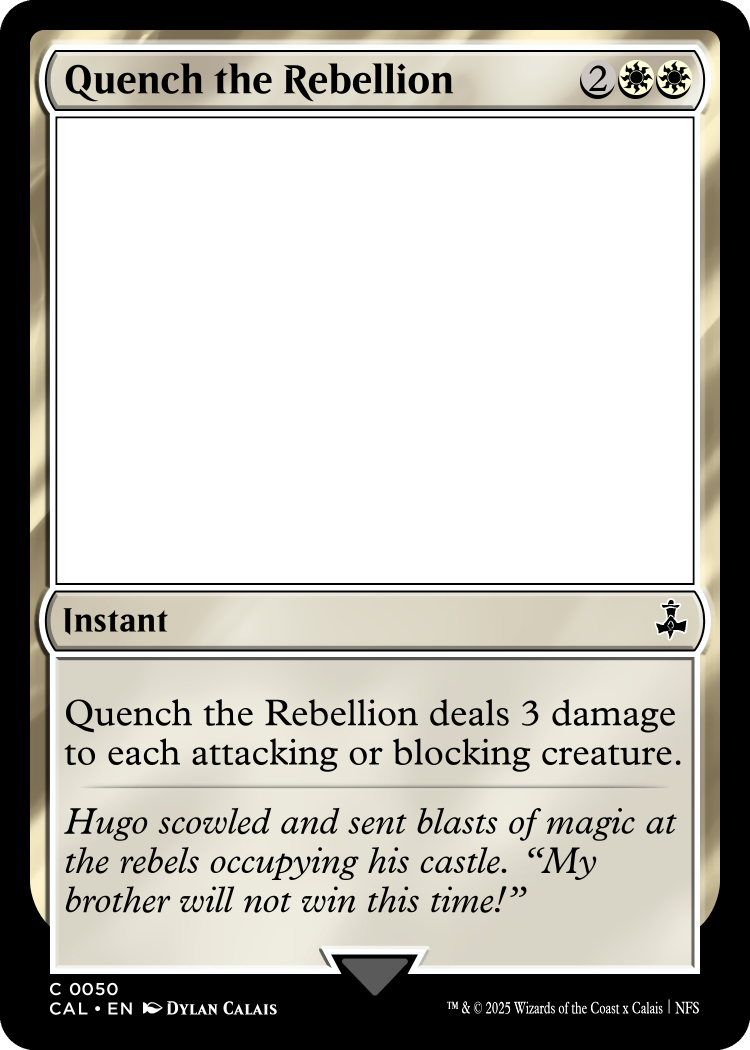 Quench the Rebellion 2
Instant
Quench the Rebellion deals 3 damage
to each attacking or blocking creature.
Hugo scowled and sent blasts of magic at
the rebels occupying his castle. “My
brother will not win this time!”
C 0050
CAL • EN DYLAN CALAIS
™ & © 2025 Wizards of the Coast x Calais | NFS